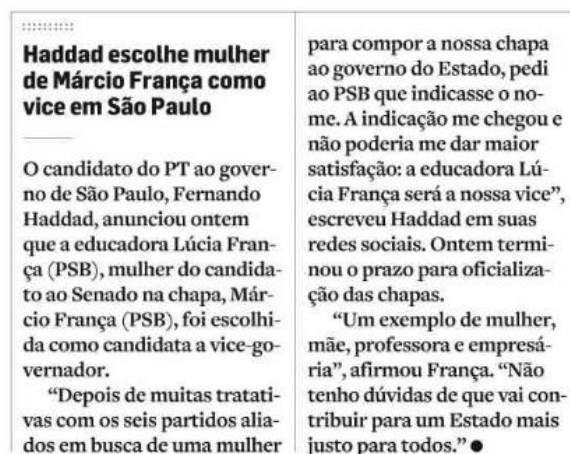 Haddad escolhe mulher
de Márcio França como
vice em São Paulo
O candidato do PT ao gover-
no de São Paulo, Fernando
Haddad, anunciou ontem
que a educadora Lúcia Fran-
ça (PSB), mulher do candida-
to ao Senado na chapa, Már-
cio França (PSB), foi escolhi-
da como candidata a vice-go-
vernador.
“Depois de muitas tratati-
vas com os seis partidos alia-
dos em busca de uma mulher
para compor a nossa chapa
ao governo do Estado, pedi
ao PSB que indicasse o no-
me. A indicação me chegou e
não poderia me dar maior
satisfação: a educadora Lú-
cia França será a nossa vice”,
escreveu Haddad em suas
redes sociais. Ontem termi-
nou o prazo para oficializa-
ção das chapas.
“Um exemplo de mulher,
mãe, professora e empresá-
ria”, afirmou França. “Não
tenho dúvidas de que vai con-
tribuir para um Estado mais
justo para todos.” ●